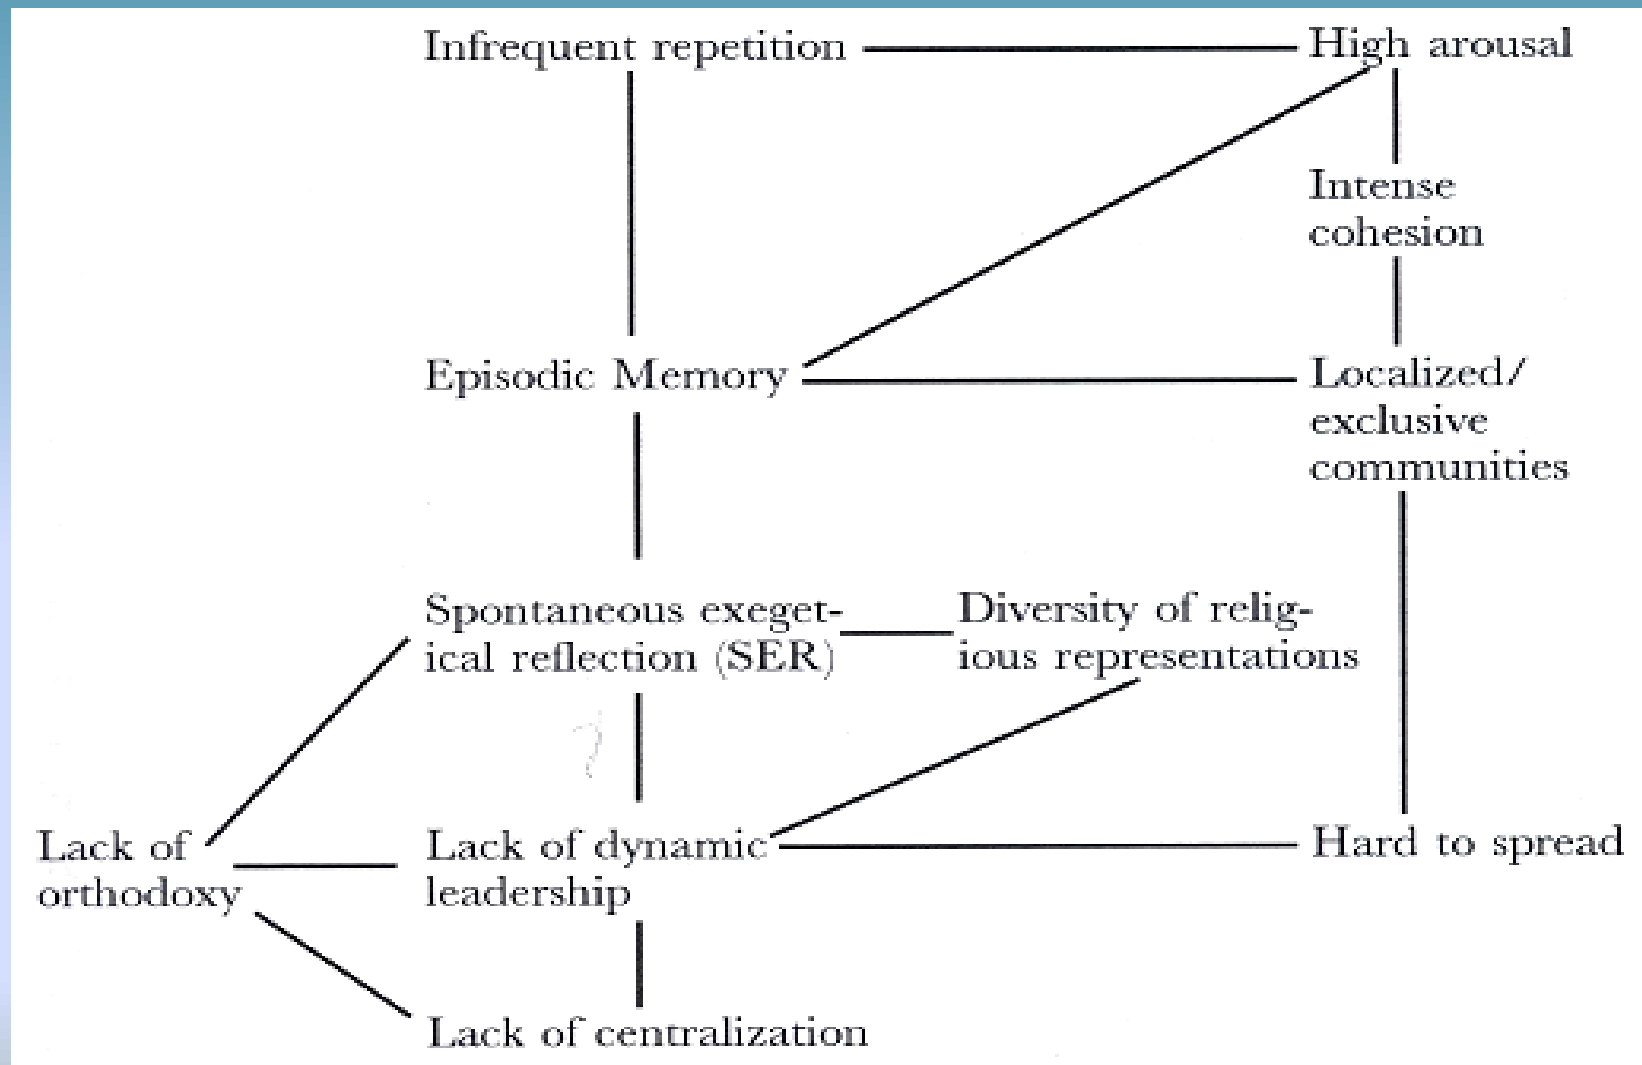 Infrequent repetition
High arousal
Intense
cohesion
Episodic Memory
Localized/
exclusive
communities
Spontaneous exeget-
ical reflection (SER)
Diversity of relig-
ious representations
Lack of
orthodoxy
Lack of dynamic
leadership
Hard to spread
Lack of centralization